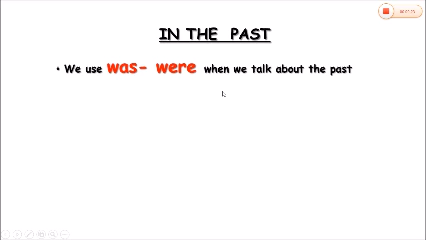 IN THE PAST
• We use was- were when we talk about the past